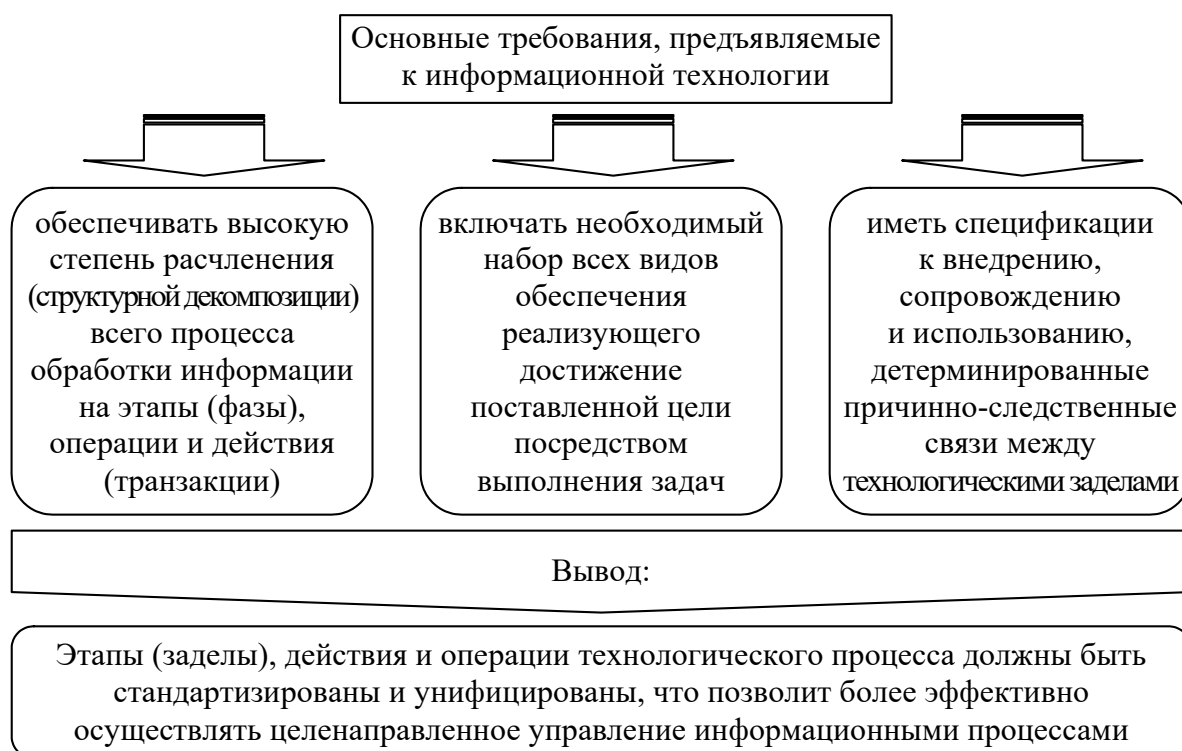 Основные требования, предъявляемые
к информационной технологии
обеспечивать высокую
степень расчленения
(структурной декомпозиции)
всего процесса
обработки информации
на этапы (фазы),
операции и действия
(транзакции)
включать необходимый
набор всех видов
обеспечения
реализующего
достижение
поставленной цели
посредством
выполнения задач
иметь спецификации
к внедрению,
сопровождению
и использованию,
детерминированные
причинно-следственные
связи между
технологическими заделами
Вывод:
Этапы (заделы), действия и операции технологического процесса должны быть
стандартизированы и унифицированы, что позволит более эффективно
осуществлять целенаправленное управление информационными процессами